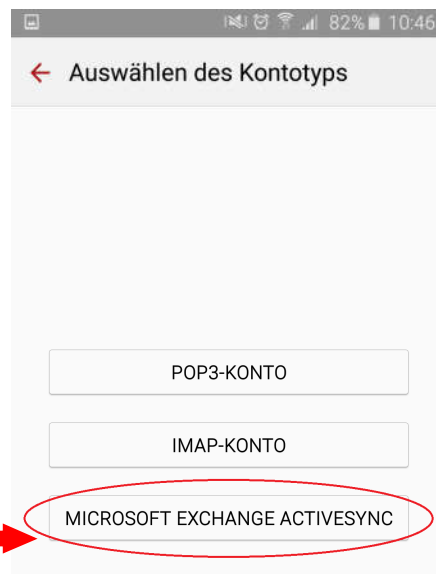 82% 10:46
Auswählen des Kontotyps
POP3-KONTO
IMAP-KONTO
MICROSOFT EXCHANGE ACTIVESYNC